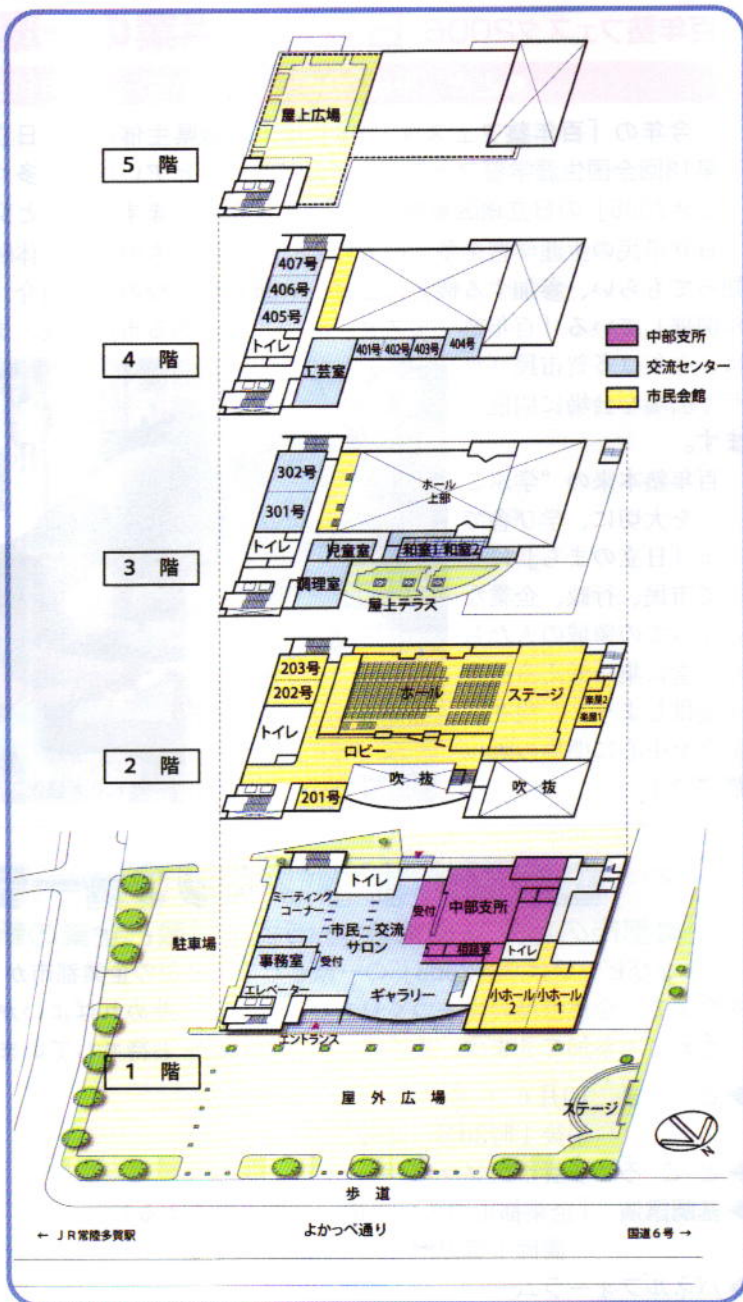 屋上広場
5 階
407号
406号
405号
トイレ
工芸室
401号 402号 403号 404号
4 階
中部支所
交流センター
市民会館
302号
301号
トイレ
ホール
上部
児童室
和室1 和室2
調理室
屋上テラス
3 階
203号
202号
トイレ
ホール
ステージ
楽屋2
楽屋1
ロビー
吹 抜
吹 抜
201号
2 階
トイレ
ミーティング
コーナー
市民・交流
サロン
受付
中部支所
相談室
トイレ
駐車場
事務室
受付
エレベーター
ギャラリー
小ホール
2
小ホール
1
エントランス
1 階
屋 外 広 場
ステージ
N
歩 道
← JR常陸多賀駅
よかっぺ通り
国道6号 →